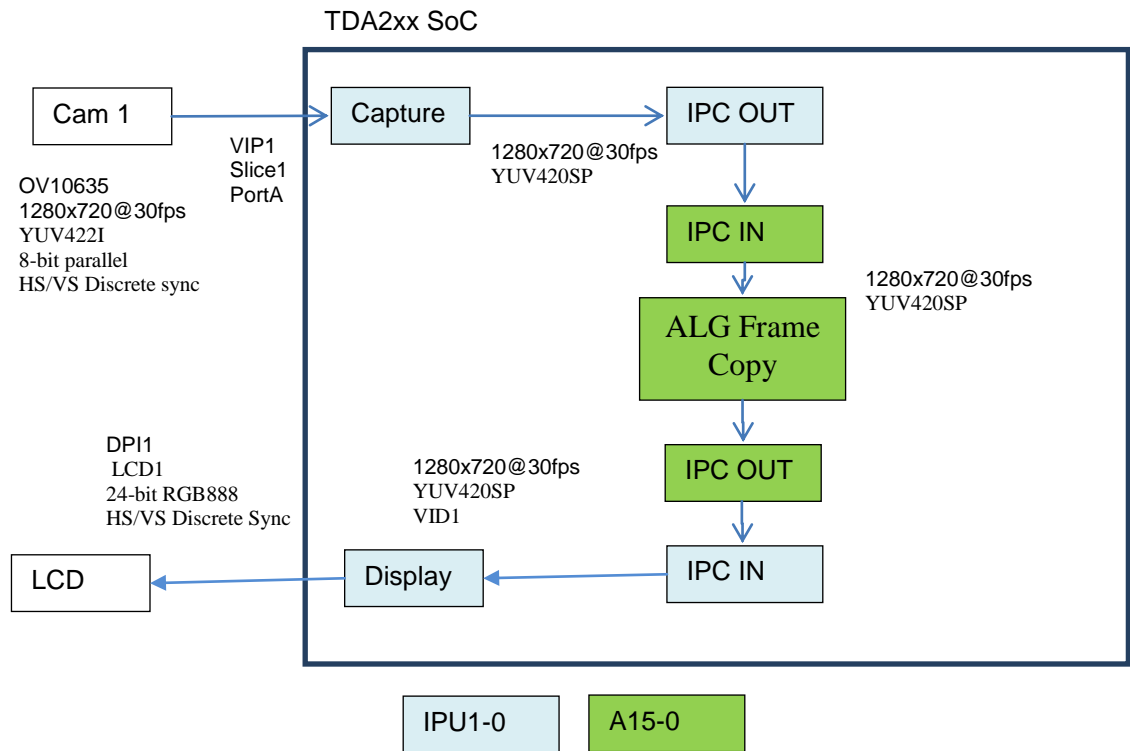 TDA2xx SoC
Cam 1
Capture
IPC OUT
VIP1
Slice1
PortA
1280x720@30fps
YUV420SP
OV10635
1280x720@30fps
YUV422I
8-bit parallel
HS/VS Discrete sync
IPC IN
1280x720@30fps
YUV420SP
ALG Frame
Copy
DPI1
LCD1
24-bit RGB888
HS/VS Discrete Sync
1280x720@30fps
YUV420SP
VID1
IPC OUT
LCD
Display
IPC IN
IPU1-0
A15-0